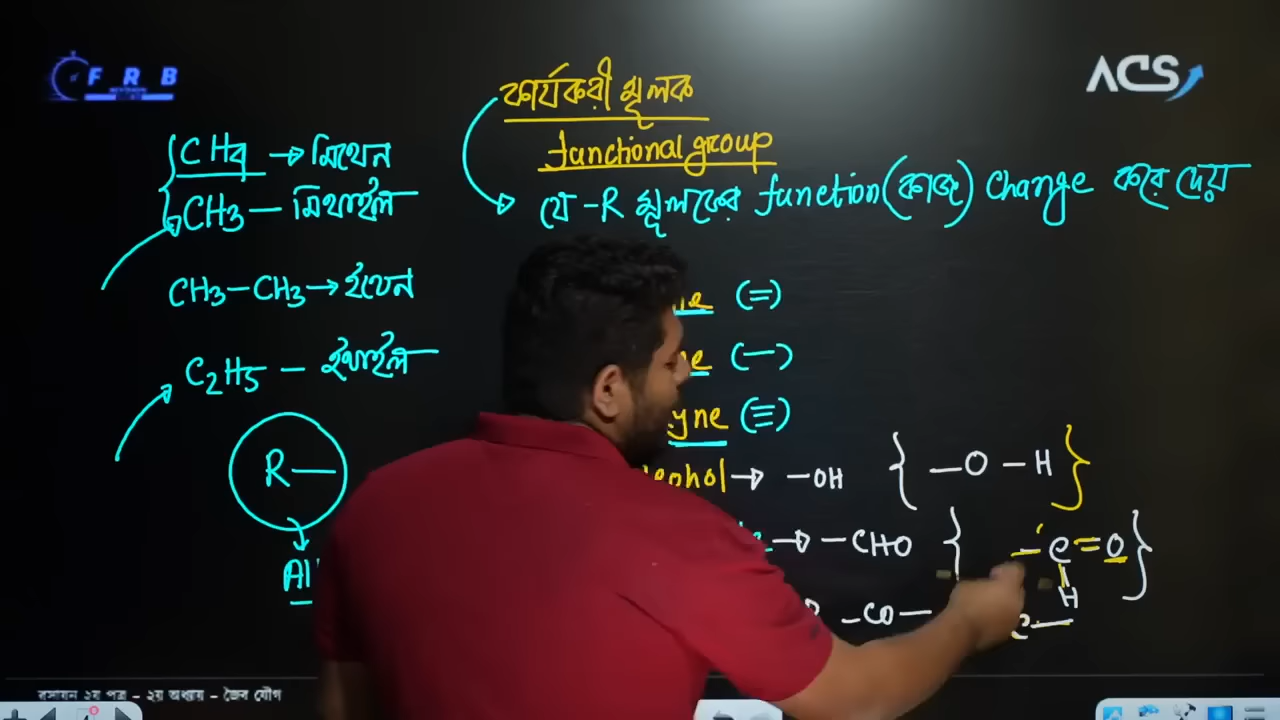 F R B
ACS
কার্যকরী মূলক
functional group
CH4 → মিথেন
CH3 — মিথাইল
যে -R মূলকের function (কাজ) change করে দেয়
CH3-CH3 → ইথেন
C2H5 — ইথাইল
R—
(=)
(—)
yne (≡)
cohol → -OH { -O-H }
→ -CHO { -C=O }
H
-CO-
রসায়ন ২য় পত্র - ২য় অধ্যায় - জৈব যৌগ